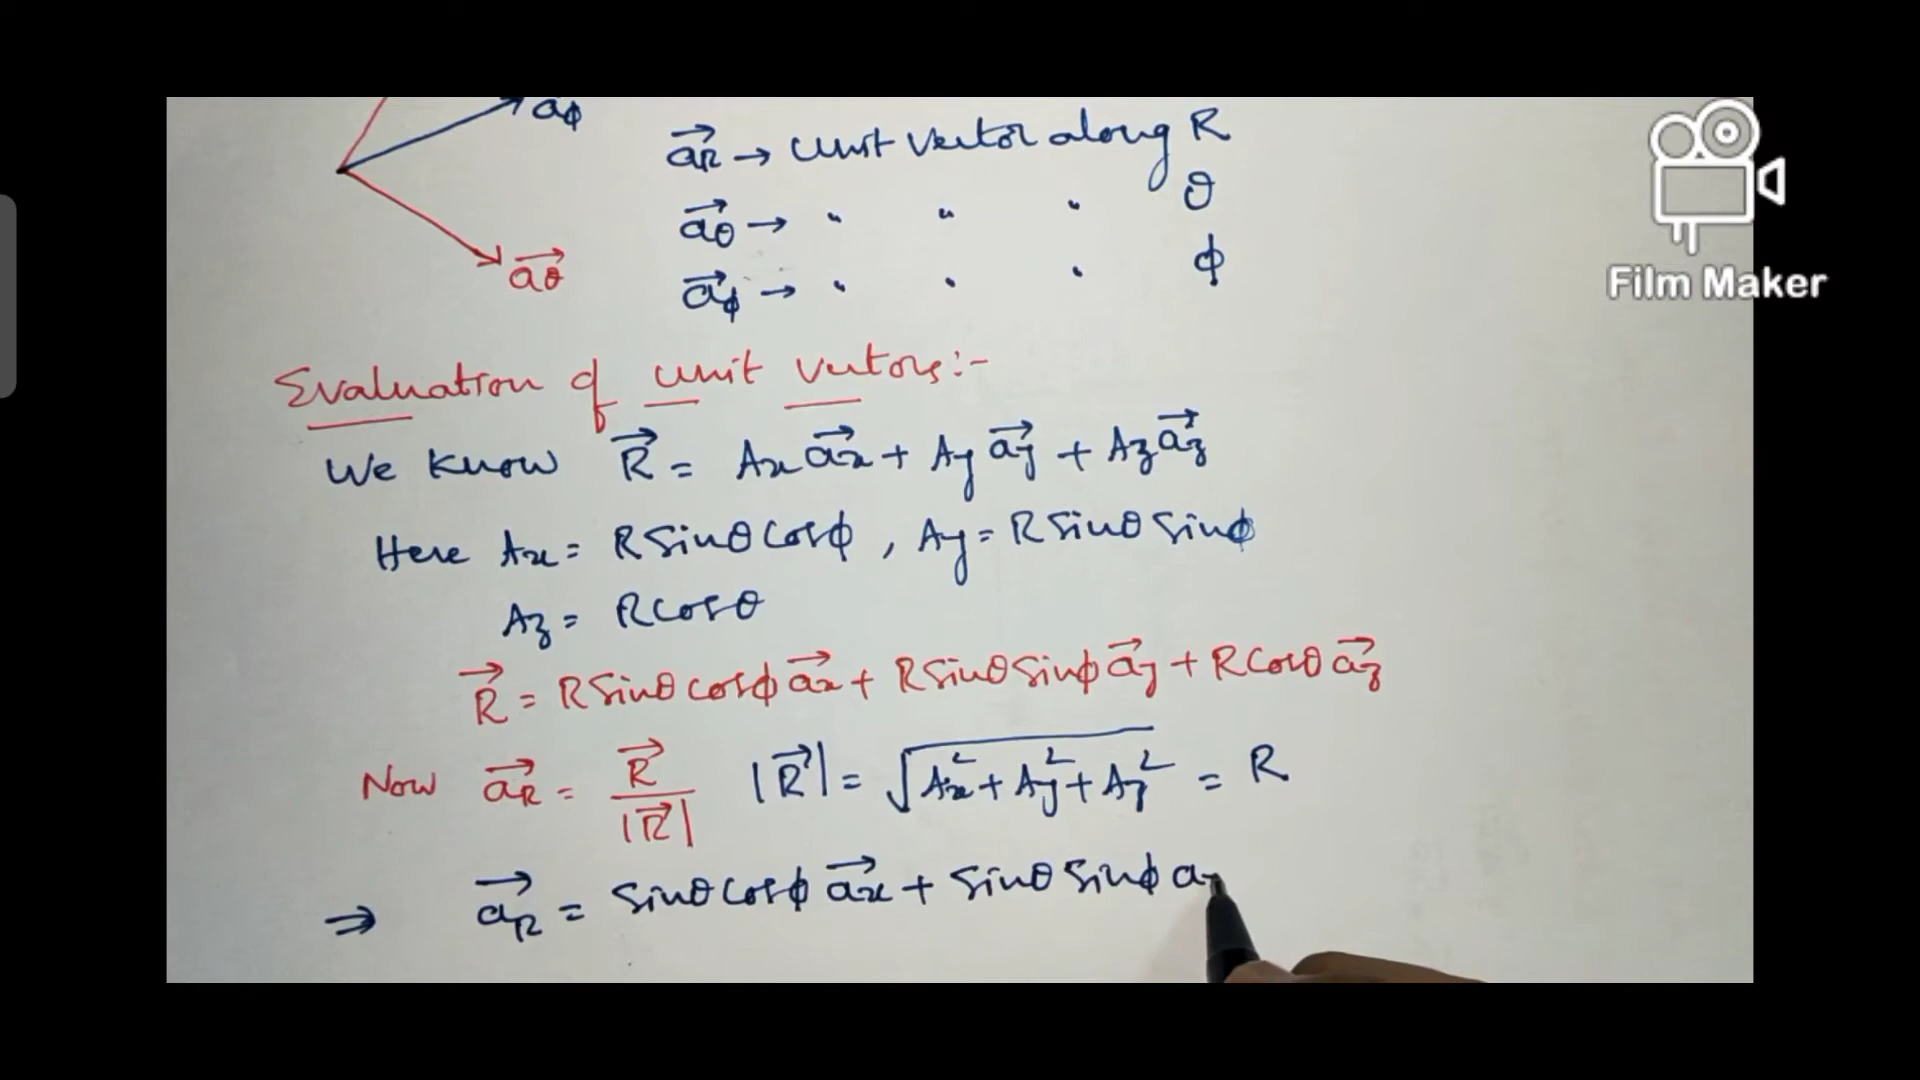 aϕ
a⃗R → unit vector along R
a⃗θ → " " " θ
a⃗ϕ → " " " ϕ
a⃗θ
Film Maker
Evaluation of unit vectors:-
We know R⃗ = Ax a⃗x + Ay a⃗y + Az a⃗z
Here Ax = R sinθ cosϕ , Ay = R sinθ sinϕ
Az = R cosθ
R⃗ = R sinθ cosϕ a⃗x + R sinθ sinϕ a⃗y + R cosθ a⃗z
Now a⃗R = R⃗ / |R⃗| |R⃗| = √(Ax² + Ay² + Az²) = R
⇒ a⃗R = sinθ cosϕ a⃗x + sinθ sinϕ a